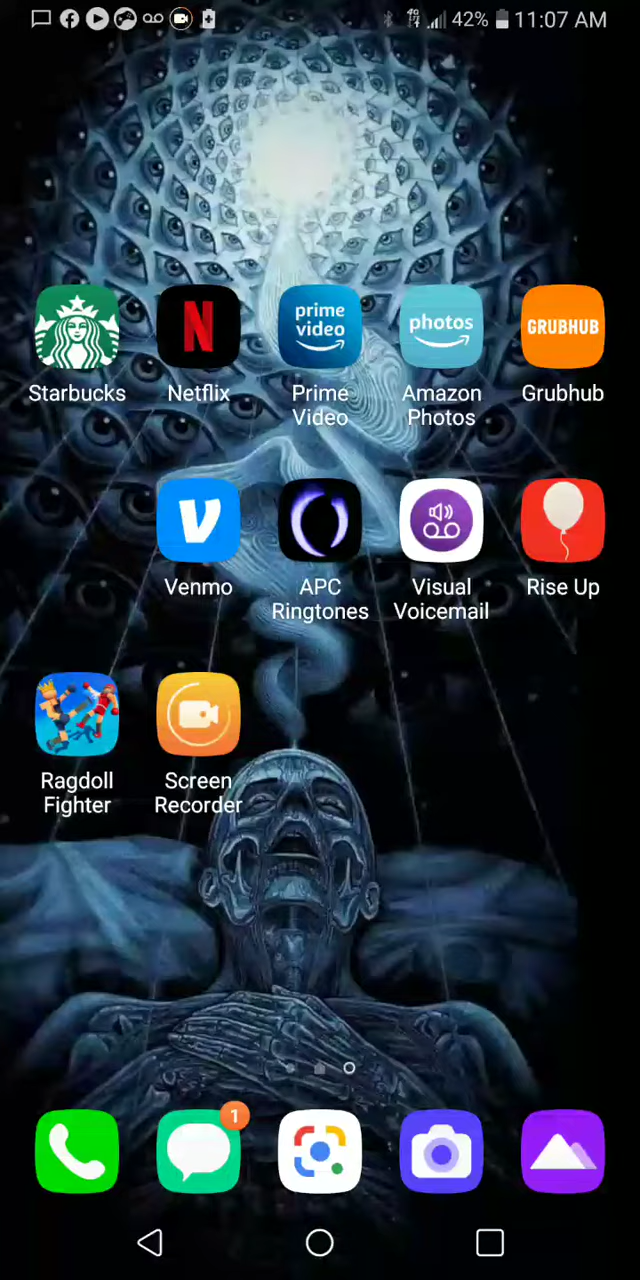 42% 11:07 AM
prime video
photos
GRUBHUB
Starbucks Netflix Prime Video Amazon Photos Grubhub
Venmo APC Ringtones Visual Voicemail Rise Up
Ragdoll Fighter Screen Recorder
1